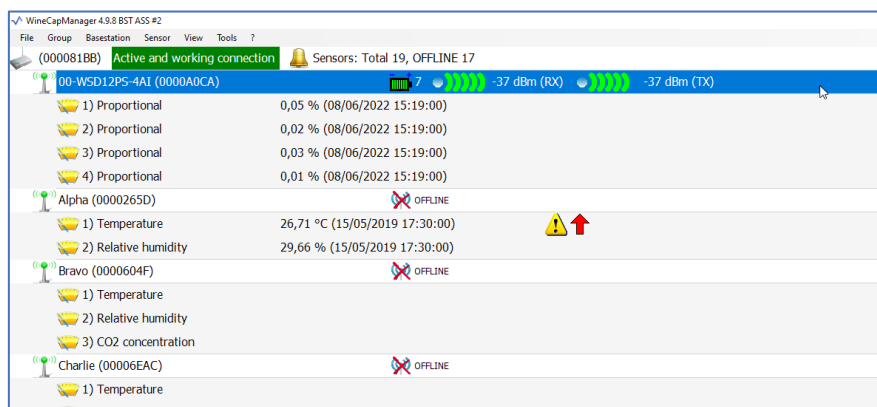 WineCapManager 4.9.8 BST ASS #2
File Group Basestation Sensor View Tools ?
(000081BB) Active and working connection Sensors: Total 19, OFFLINE 17
00-WSD12PS-4AI (0000A0CA) 7 -37 dBm (RX) -37 dBm (TX)
1) Proportional 0,05 % (08/06/2022 15:19:00)
2) Proportional 0,02 % (08/06/2022 15:19:00)
3) Proportional 0,03 % (08/06/2022 15:19:00)
4) Proportional 0,01 % (08/06/2022 15:19:00)
Alpha (0000265D) OFFLINE
1) Temperature 26,71 °C (15/05/2019 17:30:00)
2) Relative humidity 29,66 % (15/05/2019 17:30:00)
Bravo (0000604F) OFFLINE
1) Temperature
2) Relative humidity
3) CO2 concentration
Charlie (00006EAC) OFFLINE
1) Temperature